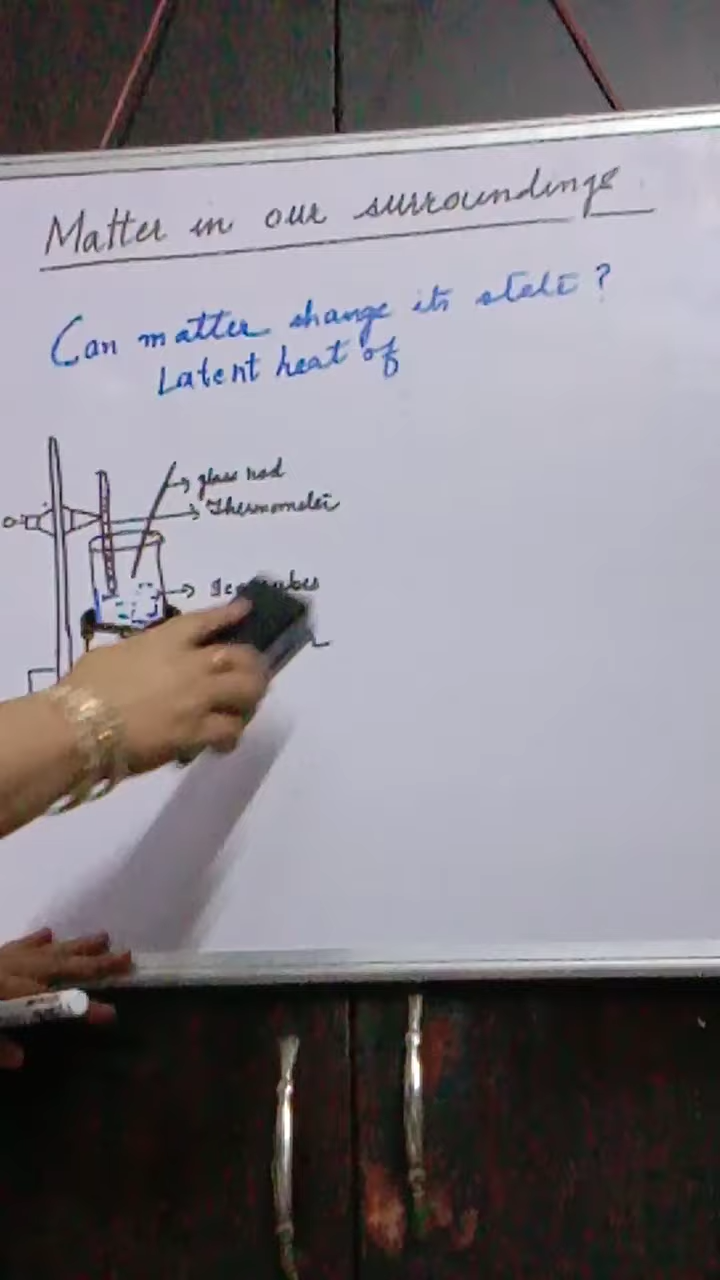 Matter in our surroundings
Can matter change its state?
Latent heat of
glass rod
Thermometer